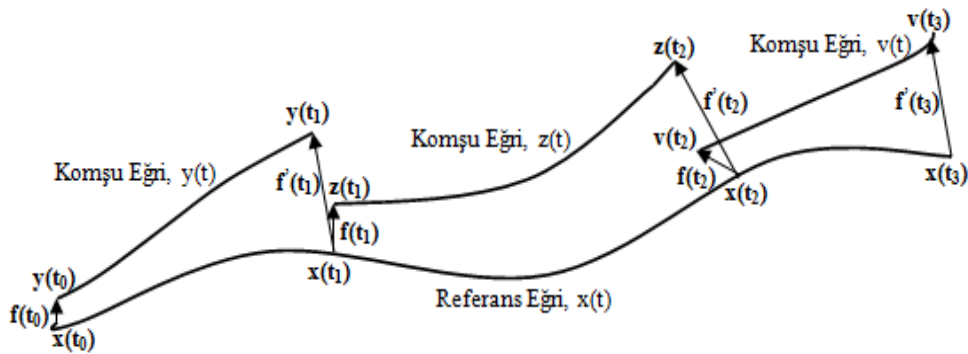 v(t₃)
z(t₂)
Komşu Eğri, v(t)
f'(t₂)
f'(t₃)
y(t₁)
Komşu Eğri, z(t)
v(t₂)
Komşu Eğri, y(t)
f'(t₁)
z(t₁)
f(t₂)
x(t₂)
x(t₃)
f(t₁)
x(t₁)
y(t₀)
Referans Eğri, x(t)
f(t₀)
x(t₀)